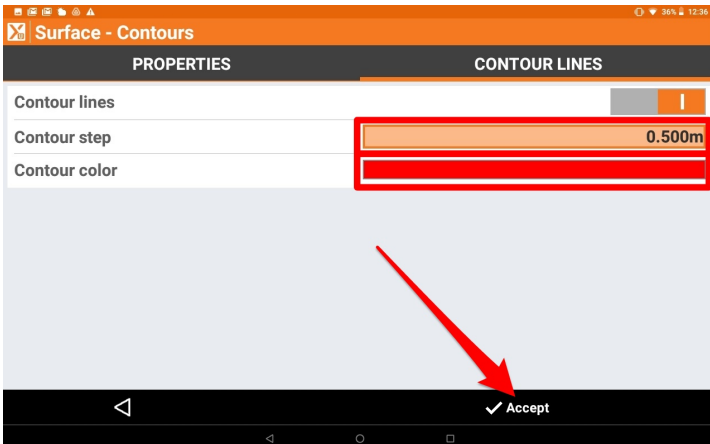 36% 12:36
Surface - Contours
PROPERTIES CONTOUR LINES
Contour lines
Contour step 0.500m
Contour color
Accept